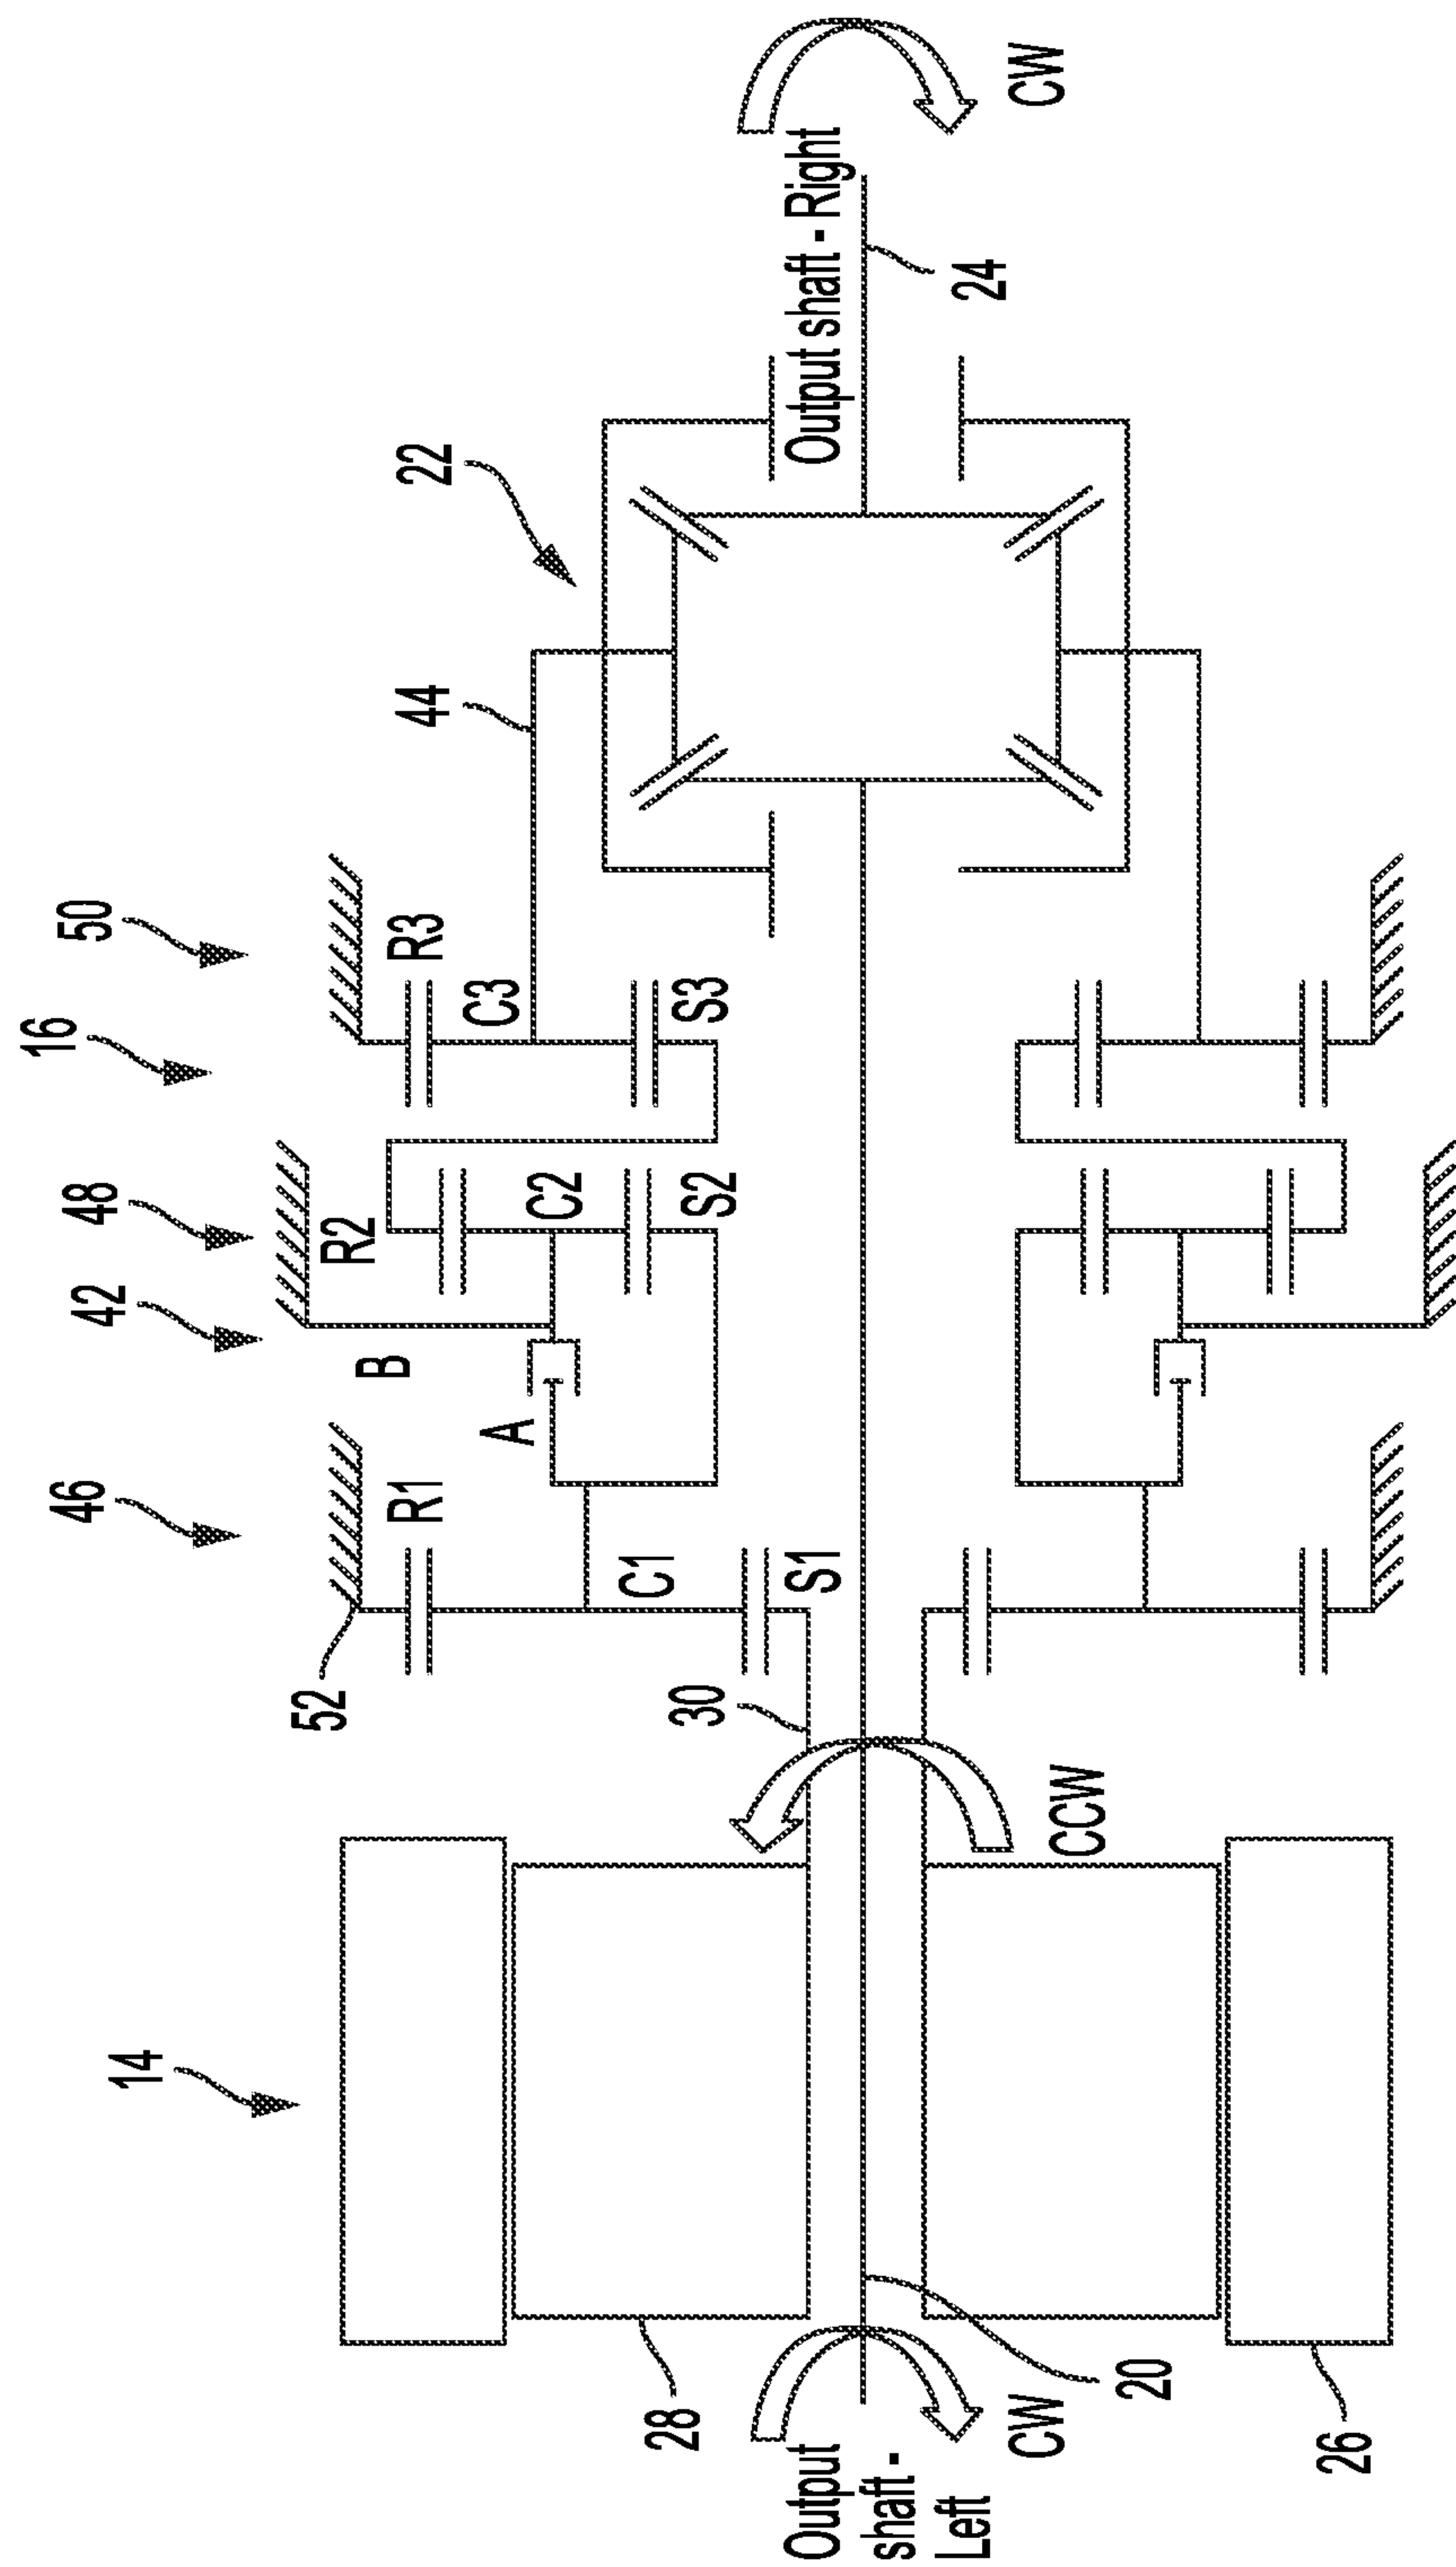 14
46
42
48
16
50
52
R1
B
R2
R3
22
44
A
C2
C3
28
30
C1
S2
S3
S1
Output
shaft -
Left
Output shaft - Right
CW
CCW
24
CW
20
26